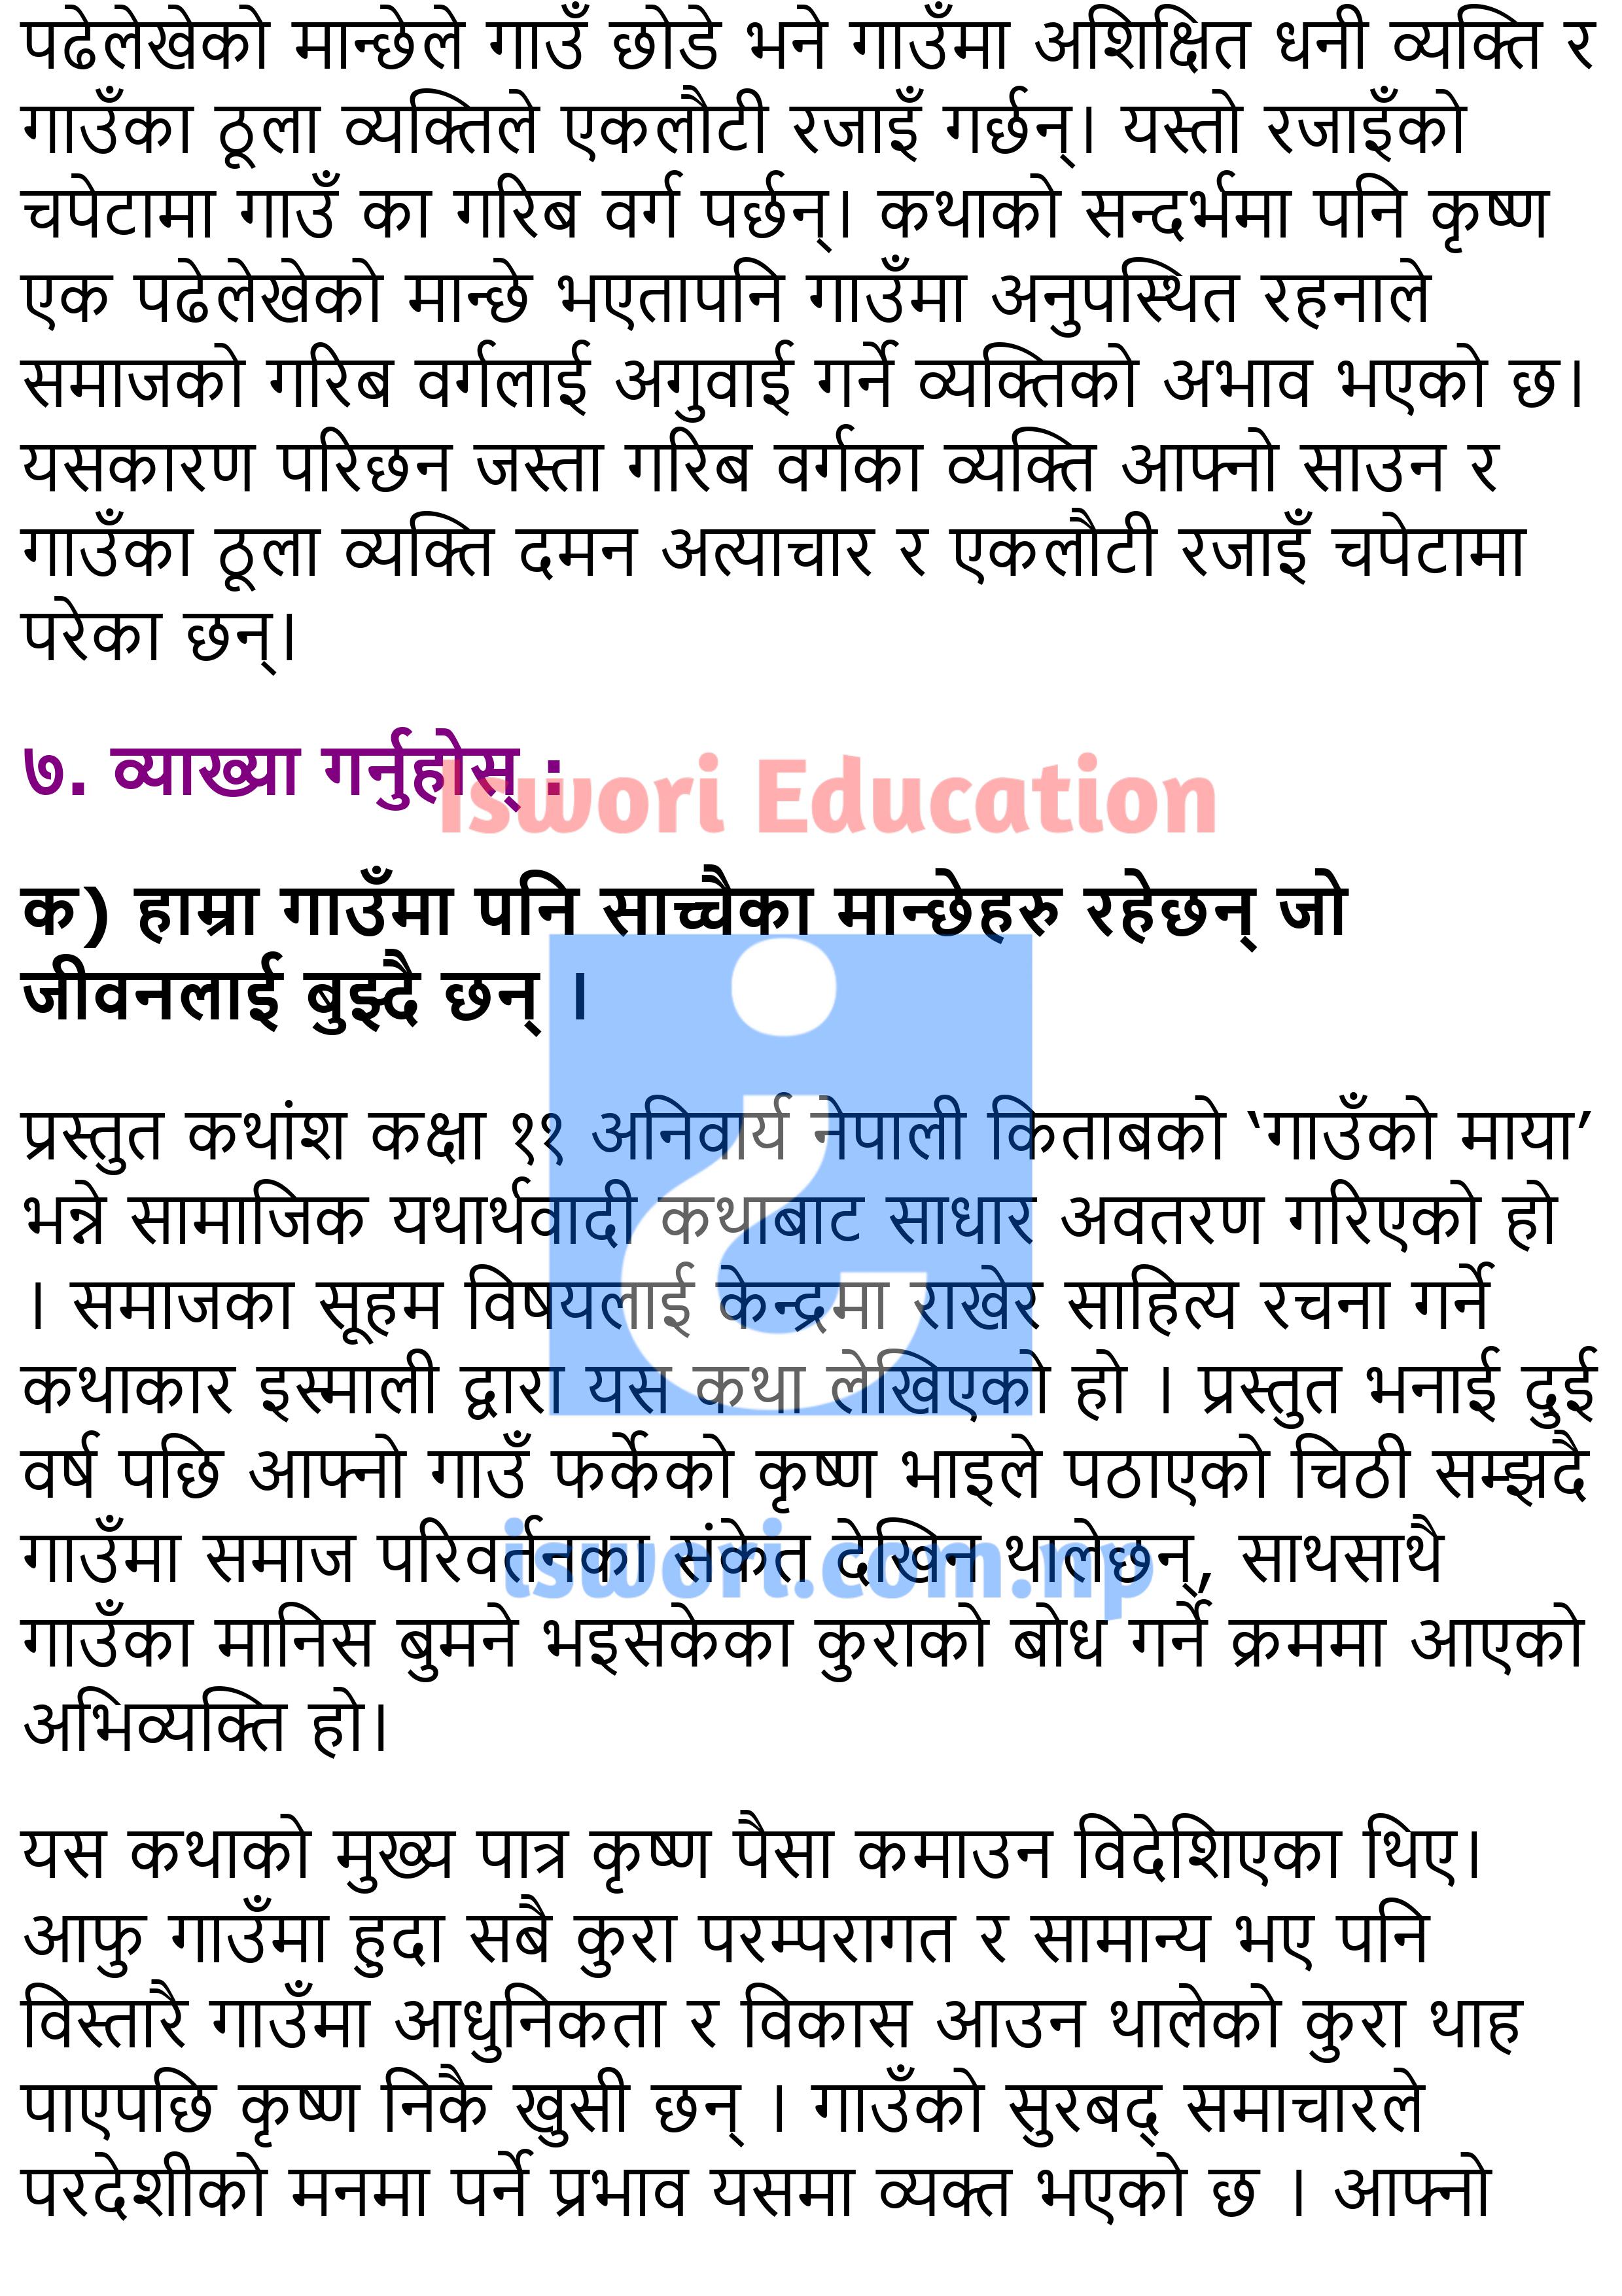 पढेलेखेको मान्छेले गाउँ छोडे भने गाउँमा अशिक्षित धनी व्यक्ति र
गाउँका ठूला व्यक्तिले एकलौटी रजाइँ गर्छन्। यस्तो रजाइँको
चपेटामा गाउँ का गरिब वर्ग पर्छन्। कथाको सन्दर्भमा पनि कृष्ण
एक पढेलेखेको मान्छे भएतापनि गाउँमा अनुपस्थित रहनाले
समाजको गरिब वर्गलाई अगुवाई गर्ने व्यक्तिको अभाव भएको छ।
यसकारण परिछन जस्ता गरिब वर्गका व्यक्ति आफ्नो साउन र
गाउँका ठूला व्यक्ति दमन अत्याचार र एकलौटी रजाइँ चपेटामा
परेका छन्।
७. व्याख्या गर्नुहोस् :
Iswori Education
क) हाम्रा गाउँमा पनि साच्चैका मान्छेहरु रहेछन् जो
जीवनलाई बुझ्दै छन् ।
प्रस्तुत कथांश कक्षा ११ अनिवार्य नेपाली किताबको ‘गाउँको माया’
भन्ने सामाजिक यथार्थवादी कथाबाट साधार अवतरण गरिएको हो
। समाजका सूहम विषयलाई केन्द्रमा राखेर साहित्य रचना गर्ने
कथाकार इस्माली द्वारा यस कथा लेखिएको हो । प्रस्तुत भनाई दुई
वर्ष पछि आफ्नो गाउँ फर्केको कृष्ण भाइले पठाएको चिठी सम्झदै
गाउँमा समाज परिवर्तनका संकेत देखिन थालेछन्, साथसाथै
iswori.com.np
गाउँका मानिस बुमने भइसकेका कुराको बोध गर्ने क्रममा आएको
अभिव्यक्ति हो।
यस कथाको मुख्य पात्र कृष्ण पैसा कमाउन विदेशिएका थिए।
आफु गाउँमा हुदा सबै कुरा परम्परागत र सामान्य भए पनि
विस्तारै गाउँमा आधुनिकता र विकास आउन थालेको कुरा थाह
पाएपछि कृष्ण निकै खुसी छन् । गाउँको सुरबद् समाचारले
परदेशीको मनमा पर्ने प्रभाव यसमा व्यक्त भएको छ । आफ्नो